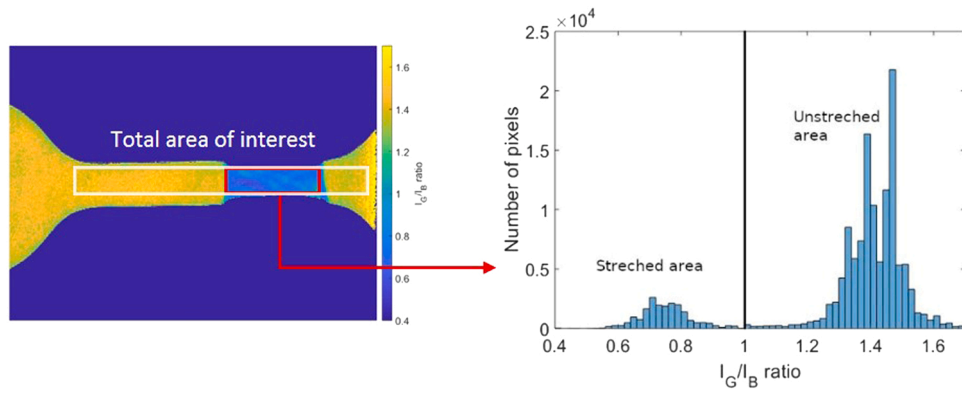 Total area of interest
1.6
1.4
1.2
1
0.8
0.6
0.4
I_G/I_B ratio
×10⁴
2.5
2
1.5
1
0.5
0
Number of pixels
Streched area
Unstreched
area
0.4 0.6 0.8 1 1.2 1.4 1.6
I_G/I_B ratio